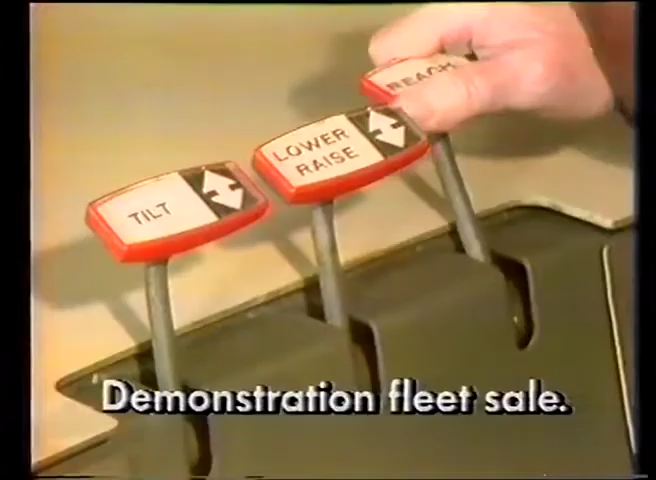 REACH
LOWER
RAISE
TILT
Demonstration fleet sale.